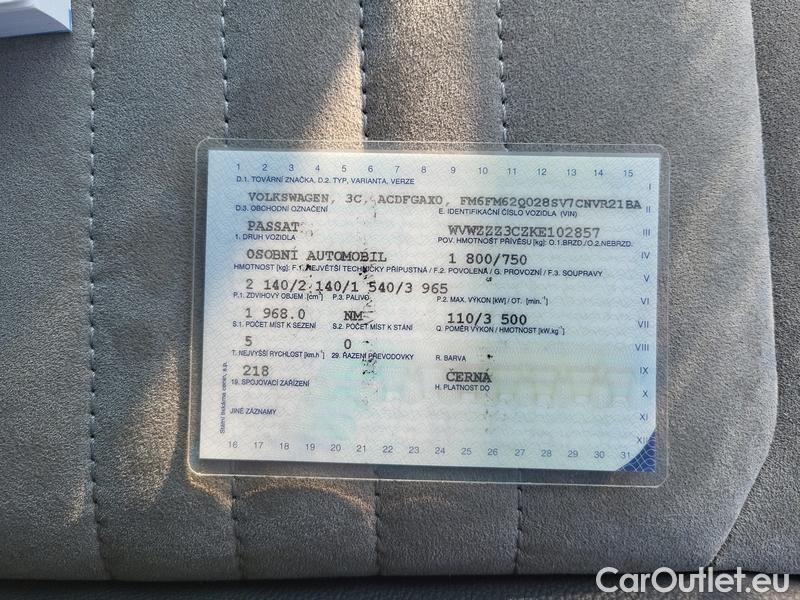 1 2 3 4 5 6 7 8 9 10 11 12 13 14 15
D.1. TOVÁRNÍ ZNAČKA, D.2. TYP, VARIANTA, VERZE
I
VOLKSWAGEN, 3C, ACDFGAX0, FM6FM62Q028SV7CNVR21BA
D.3. OBCHODNÍ OZNAČENÍ E. IDENTIFIKAČNÍ ČÍSLO VOZIDLA (VIN)
II
PASSAT WVWZZZ3CZKE102857
III
1. DRUH VOZIDLA POV. HMOTNOST PŘÍVĚSU [kg]: O.1.BRZD./O.2.NEBRZD.
OSOBNÍ AUTOMOBIL 1 800/750
IV
HMOTNOST [kg]: F.1. NEJVĚTŠÍ TECHNICKY PŘÍPUSTNÁ / F.2. POVOLENÁ / G. PROVOZNÍ / F.3. SOUPRAVY
V
2 140/2 140/1 540/3 965
P.1. ZDVIHOVÝ OBJEM [cm³] P.3. PALIVO P.2. MAX. VÝKON [kW] / OT. [min.⁻¹]
VI
1 968.0 NM 110/3 500
VII
S.1. POČET MÍST K SEZENÍ S.2. POČET MÍST K STÁNÍ Q. POMĚR VÝKON / HMOTNOST [kW.kg⁻¹]
5 0
VIII
T. NEJVYŠŠÍ RYCHLOST [km.h⁻¹] 29. ŘAZENÍ PŘEVODOVKY R. BARVA
218 ČERNÁ
IX
19. SPOJOVACÍ ZAŘÍZENÍ H. PLATNOST DO
X
JINÉ ZÁZNAMY
XI
XII
Státní tiskárna cenin, s.p.
16 17 18 19 20 21 22 23 24 25 26 27 28 29 30 31
CarOutlet.eu